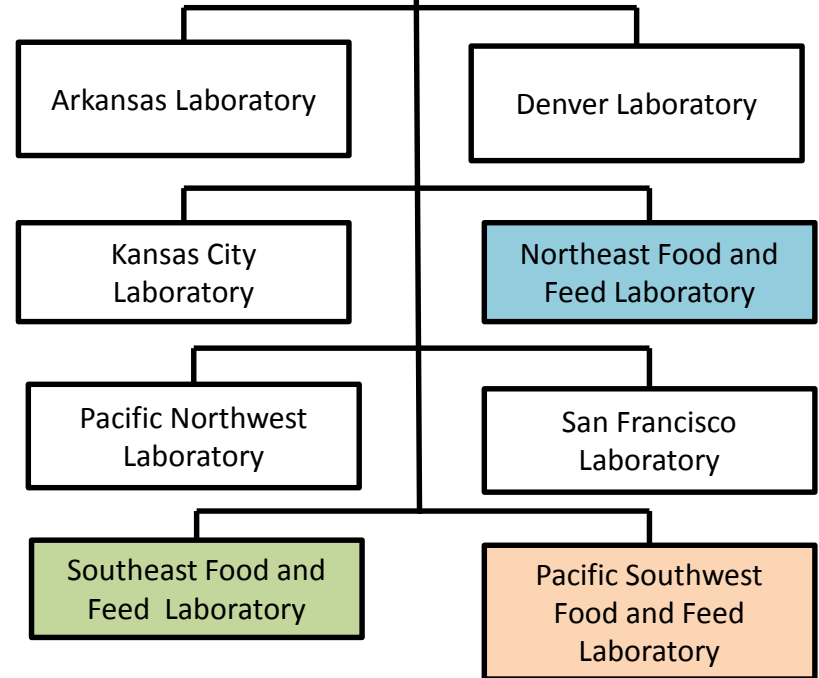 Arkansas Laboratory
Denver Laboratory
Kansas City
Laboratory
Northeast Food and
Feed Laboratory
Pacific Northwest
Laboratory
San Francisco
Laboratory
Southeast Food and
Feed  Laboratory
Pacific Southwest
Food and Feed
Laboratory